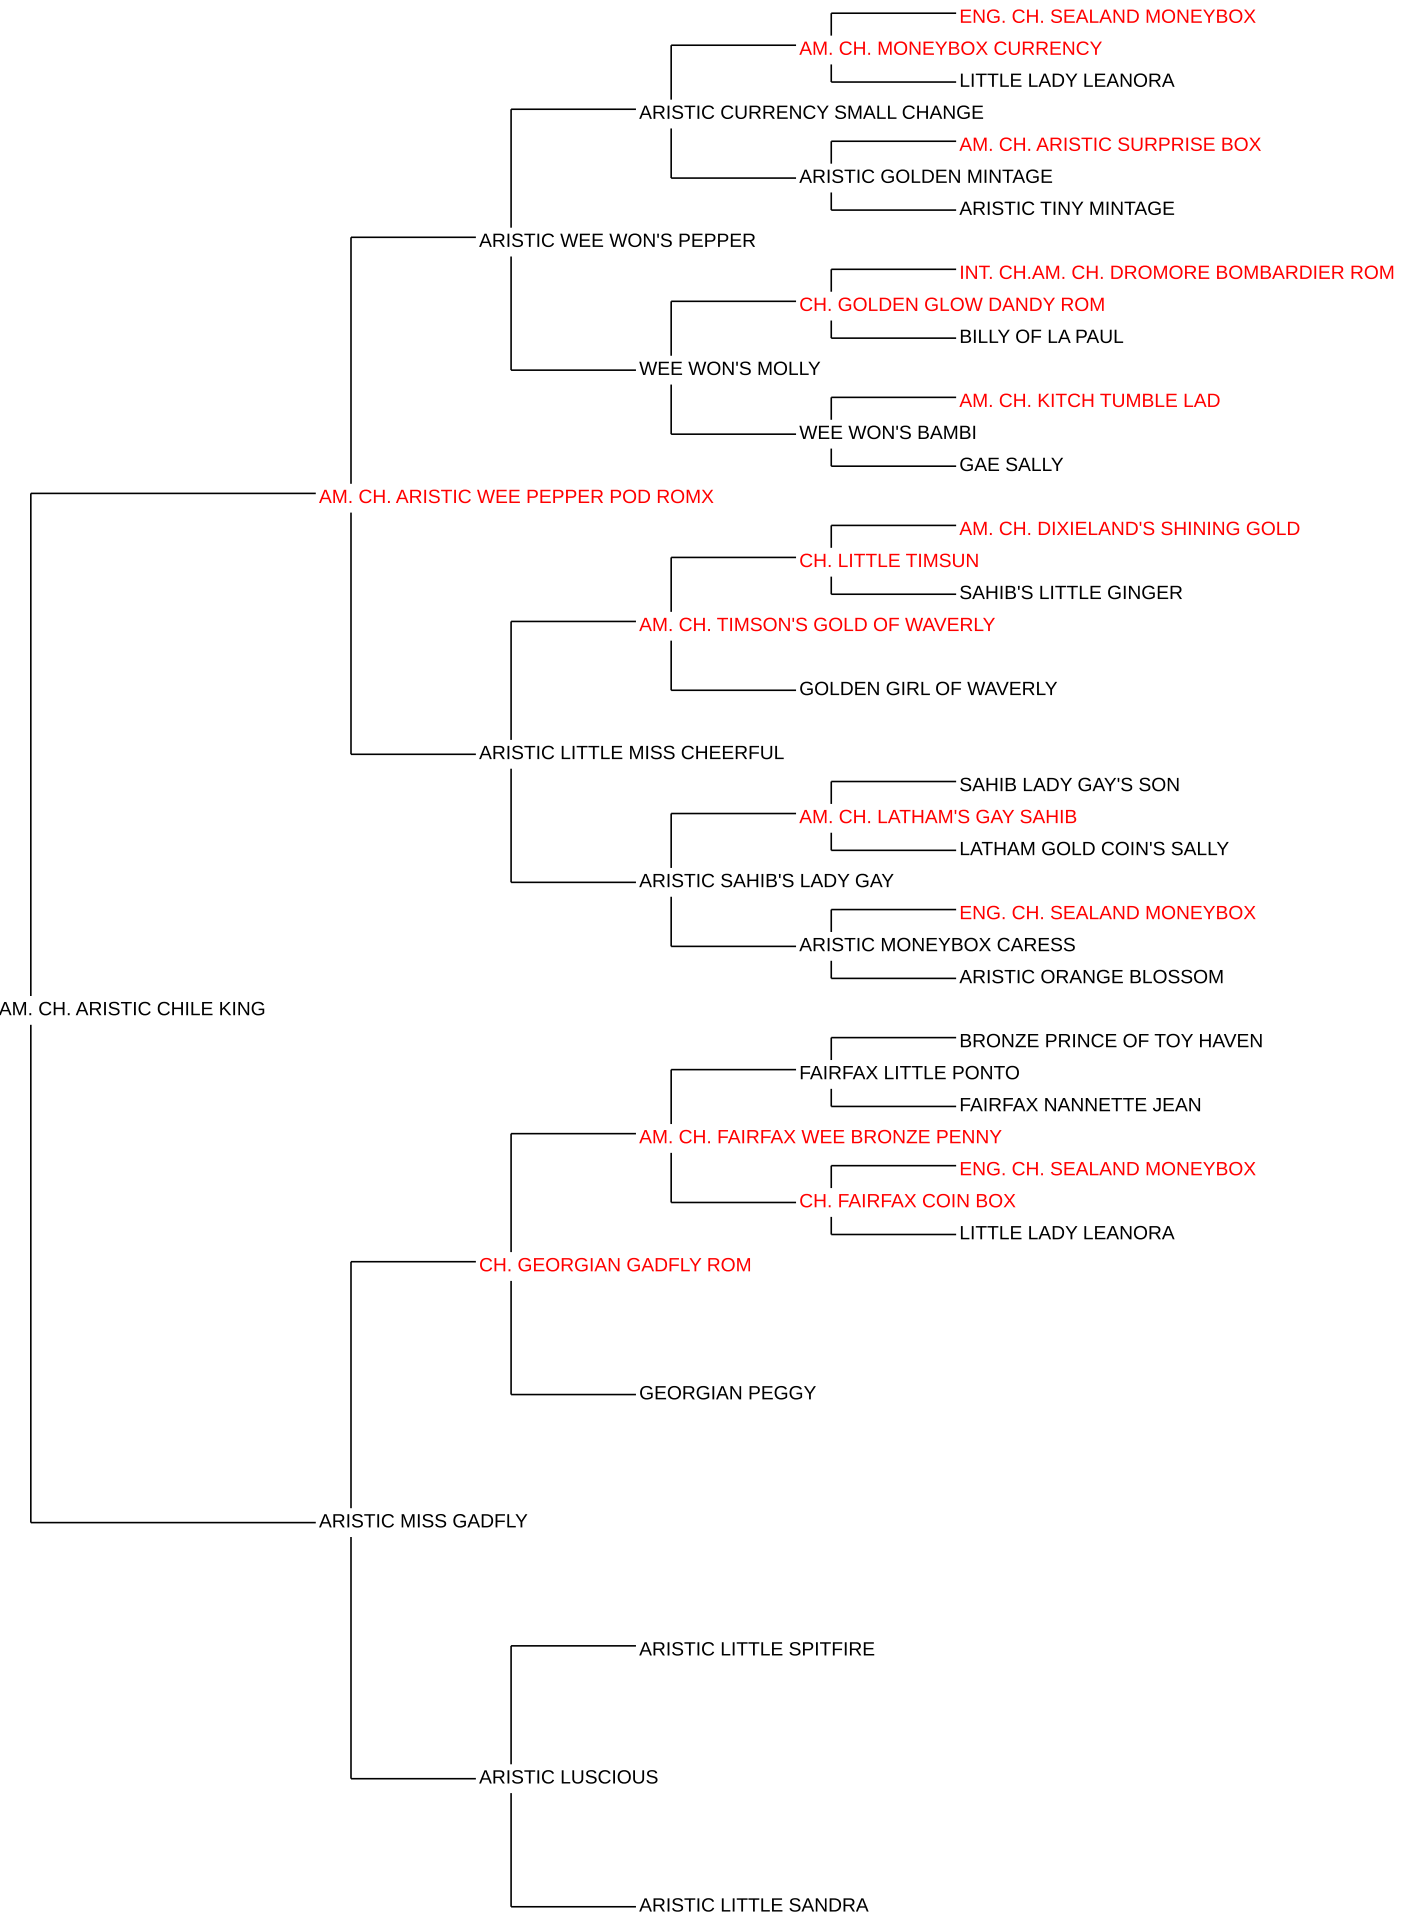 ENG. CH. SEALAND MONEYBOX
AM. CH. MONEYBOX CURRENCY
LITTLE LADY LEANORA
ARISTIC CURRENCY SMALL CHANGE
AM. CH. ARISTIC SURPRISE BOX
ARISTIC GOLDEN MINTAGE
ARISTIC TINY MINTAGE
ARISTIC WEE WON'S PEPPER
INT. CH.AM. CH. DROMORE BOMBARDIER ROM
CH. GOLDEN GLOW DANDY ROM
BILLY OF LA PAUL
WEE WON'S MOLLY
AM. CH. KITCH TUMBLE LAD
WEE WON'S BAMBI
GAE SALLY
AM. CH. ARISTIC WEE PEPPER POD ROMX
AM. CH. DIXIELAND'S SHINING GOLD
CH. LITTLE TIMSUN
SAHIB'S LITTLE GINGER
AM. CH. TIMSON'S GOLD OF WAVERLY
GOLDEN GIRL OF WAVERLY
ARISTIC LITTLE MISS CHEERFUL
SAHIB LADY GAY'S SON
AM. CH. LATHAM'S GAY SAHIB
LATHAM GOLD COIN'S SALLY
ARISTIC SAHIB'S LADY GAY
ENG. CH. SEALAND MONEYBOX
ARISTIC MONEYBOX CARESS
ARISTIC ORANGE BLOSSOM
AM. CH. ARISTIC CHILE KING
BRONZE PRINCE OF TOY HAVEN
FAIRFAX LITTLE PONTO
FAIRFAX NANNETTE JEAN
AM. CH. FAIRFAX WEE BRONZE PENNY
ENG. CH. SEALAND MONEYBOX
CH. FAIRFAX COIN BOX
LITTLE LADY LEANORA
CH. GEORGIAN GADFLY ROM
GEORGIAN PEGGY
ARISTIC MISS GADFLY
ARISTIC LITTLE SPITFIRE
ARISTIC LUSCIOUS
ARISTIC LITTLE SANDRA